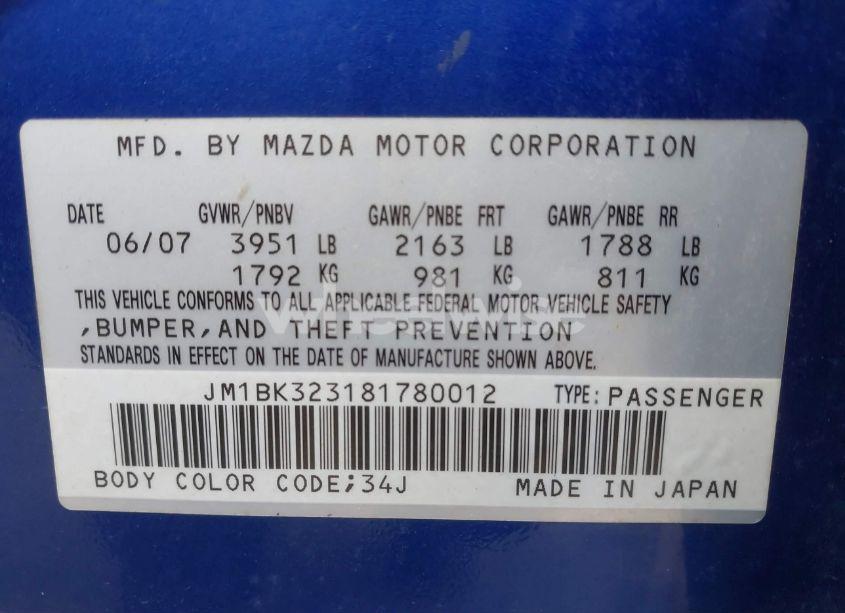 MFD. BY MAZDA MOTOR CORPORATION
DATE GVWR/PNBV GAWR/PNBE FRT GAWR/PNBE RR
06/07 3951 LB 2163 LB 1788 LB
1792 KG 981 KG 811 KG
THIS VEHICLE CONFORMS TO ALL APPLICABLE FEDERAL MOTOR VEHICLE SAFETY
,BUMPER,AND THEFT PREVENTION
STANDARDS IN EFFECT ON THE DATE OF MANUFACTURE SHOWN ABOVE.
JM1BK323181780012 TYPE: PASSENGER
BODY COLOR CODE;34J MADE IN JAPAN